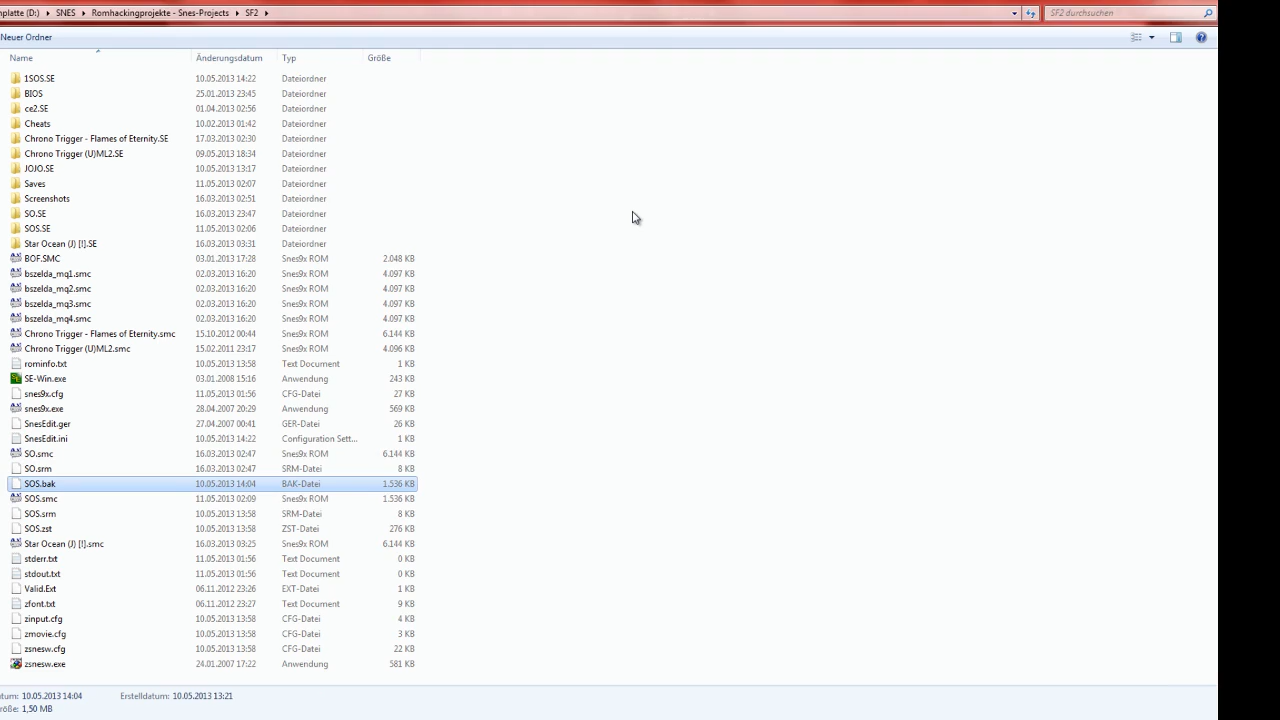 nplatte (D:) ▸ SNES ▸ Romhackingprojekte - Snes-Projects ▸ SF2 ▸ SF2 durchsuchen
Neuer Ordner
Name Änderungsdatum Typ Größe
1SOS.SE 10.05.2013 14:22 Dateiordner
BIOS 25.01.2013 23:45 Dateiordner
ce2.SE 01.04.2013 02:56 Dateiordner
Cheats 10.02.2013 01:42 Dateiordner
Chrono Trigger - Flames of Eternity.SE 17.03.2013 02:30 Dateiordner
Chrono Trigger (U)ML2.SE 09.05.2013 18:34 Dateiordner
JOJO.SE 10.05.2013 13:17 Dateiordner
Saves 11.05.2013 02:07 Dateiordner
Screenshots 16.03.2013 02:51 Dateiordner
SO.SE 16.03.2013 23:47 Dateiordner
SOS.SE 11.05.2013 02:06 Dateiordner
Star Ocean (J) [!].SE 16.03.2013 03:31 Dateiordner
BOF.SMC 03.01.2013 17:28 Snes9x ROM 2.048 KB
bszelda_mq1.smc 02.03.2013 16:20 Snes9x ROM 4.097 KB
bszelda_mq2.smc 02.03.2013 16:20 Snes9x ROM 4.097 KB
bszelda_mq3.smc 02.03.2013 16:20 Snes9x ROM 4.097 KB
bszelda_mq4.smc 02.03.2013 16:20 Snes9x ROM 4.097 KB
Chrono Trigger - Flames of Eternity.smc 15.10.2012 00:44 Snes9x ROM 6.144 KB
Chrono Trigger (U)ML2.smc 15.02.2011 23:17 Snes9x ROM 4.096 KB
rominfo.txt 10.05.2013 13:58 Text Document 1 KB
SE-Win.exe 03.01.2008 15:16 Anwendung 243 KB
snes9x.cfg 11.05.2013 01:56 CFG-Datei 27 KB
snes9x.exe 28.04.2007 20:29 Anwendung 569 KB
SnesEdit.ger 27.04.2007 00:41 GER-Datei 26 KB
SnesEdit.ini 10.05.2013 14:22 Configuration Sett... 1 KB
SO.smc 16.03.2013 02:47 Snes9x ROM 6.144 KB
SO.srm 16.03.2013 02:47 SRM-Datei 8 KB
SOS.bak 10.05.2013 14:04 BAK-Datei 1.536 KB
SOS.smc 11.05.2013 02:09 Snes9x ROM 1.536 KB
SOS.srm 10.05.2013 13:58 SRM-Datei 8 KB
SOS.zst 10.05.2013 13:58 ZST-Datei 276 KB
Star Ocean (J) [!].smc 16.03.2013 03:25 Snes9x ROM 6.144 KB
stderr.txt 11.05.2013 01:56 Text Document 0 KB
stdout.txt 11.05.2013 01:56 Text Document 0 KB
Valid.Ext 06.11.2012 23:26 EXT-Datei 1 KB
zfont.txt 06.11.2012 23:27 Text Document 9 KB
zinput.cfg 10.05.2013 13:58 CFG-Datei 4 KB
zmovie.cfg 10.05.2013 13:58 CFG-Datei 3 KB
zsnesw.cfg 10.05.2013 13:58 CFG-Datei 22 KB
zsnesw.exe 24.01.2007 17:22 Anwendung 581 KB
tum: 10.05.2013 14:04 Erstelldatum: 10.05.2013 13:21
röße: 1,50 MB